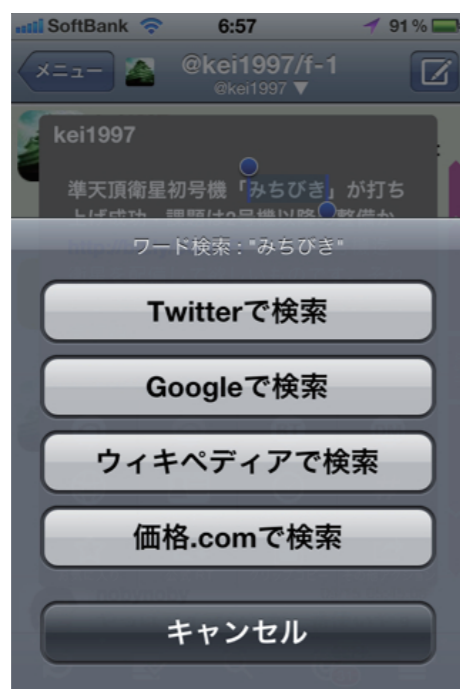 SoftBank 6:57 91 %
メニュー @kei1997/f-1
@kei1997 ▼
kei1997
準天頂衛星初号機「みちびき」が打ち
上げ成功
ワード検索 : "みちびき"
Twitterで検索
Googleで検索
ウィキペディアで検索
価格.comで検索
キャンセル